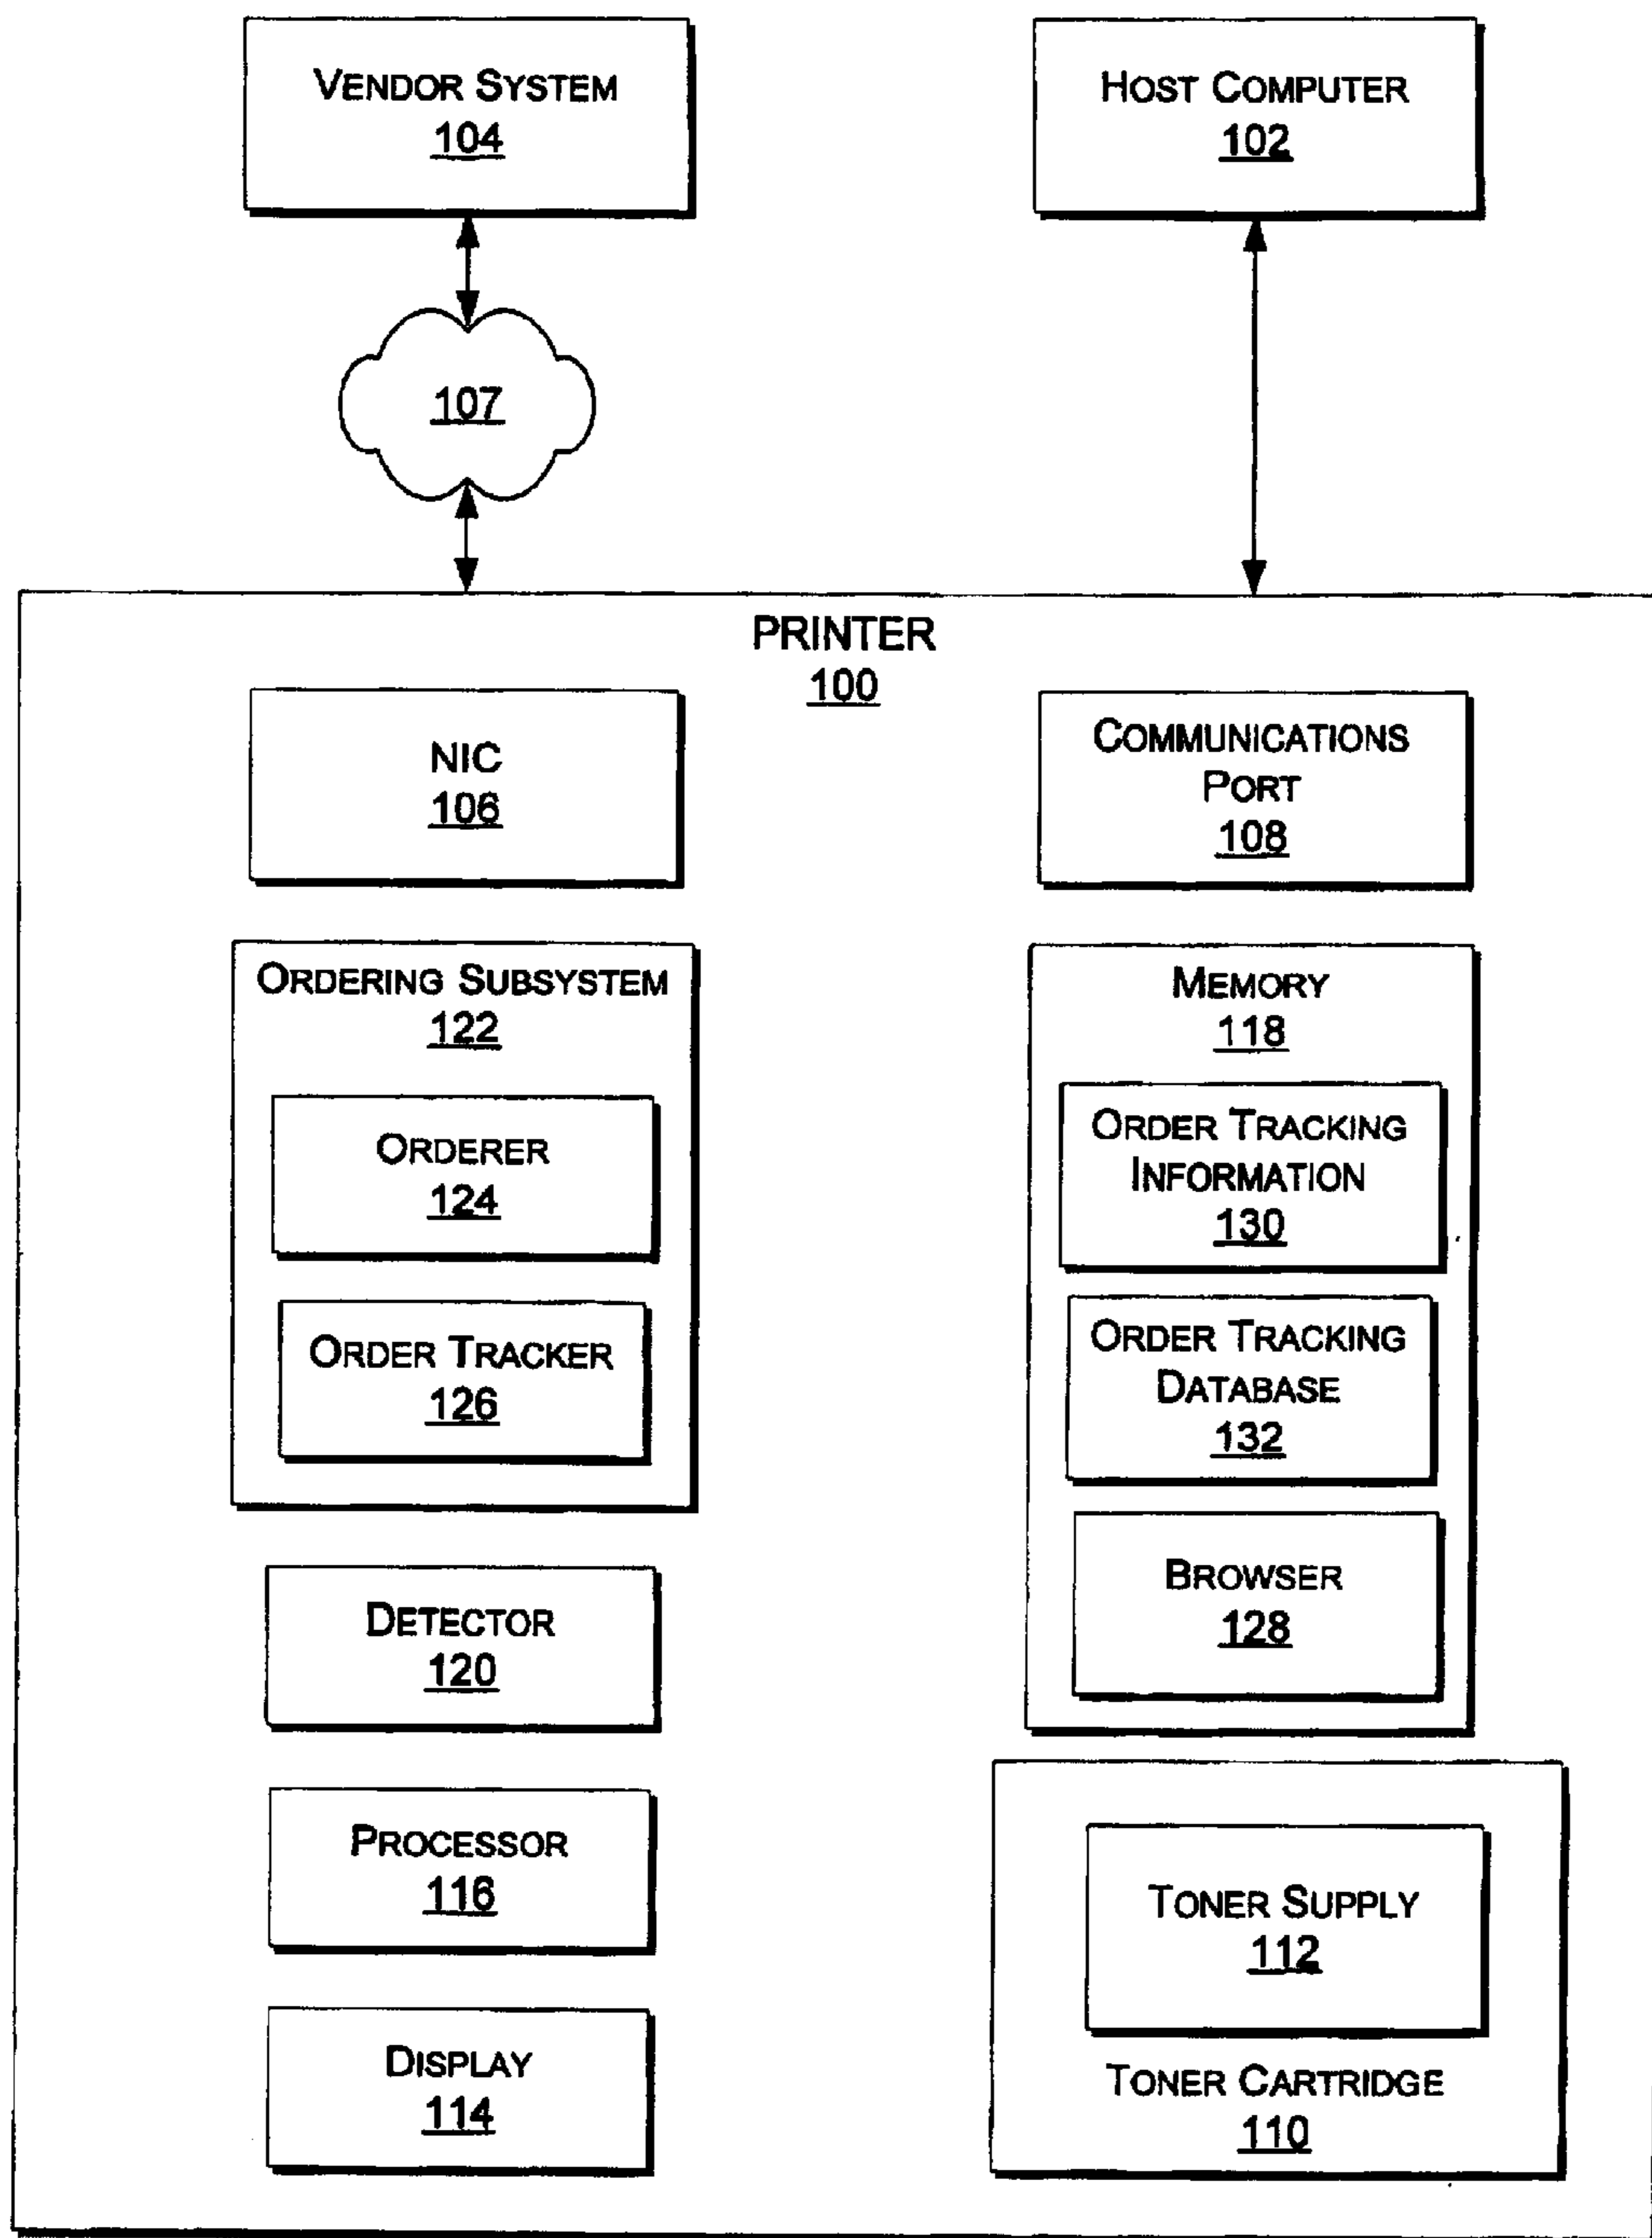 VENDOR SYSTEM
104
HOST COMPUTER
102
107
PRINTER
100
NIC
106
COMMUNICATIONS
PORT
108
ORDERING SUBSYSTEM
122
ORDERER
124
ORDER TRACKER
126
MEMORY
118
ORDER TRACKING
INFORMATION
130
ORDER TRACKING
DATABASE
132
BROWSER
128
DETECTOR
120
PROCESSOR
116
DISPLAY
114
TONER SUPPLY
112
TONER CARTRIDGE
110